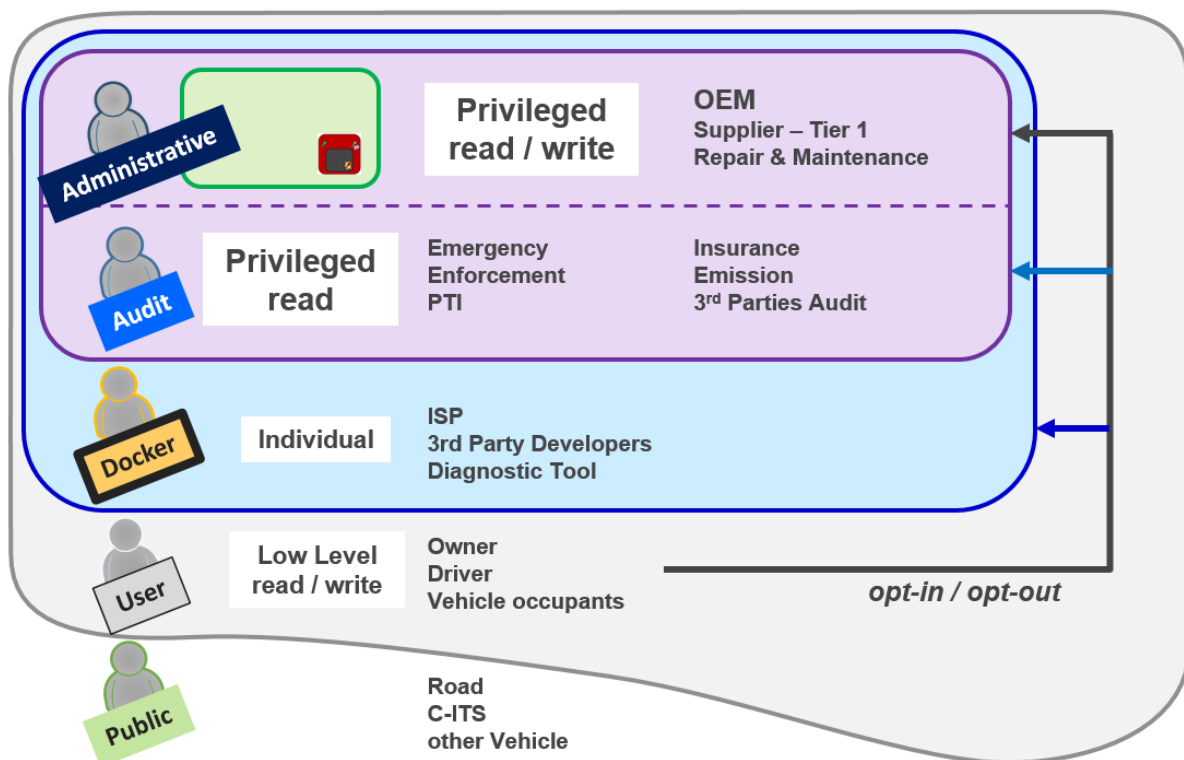 Administrative
Privileged
read / write
OEM
Supplier – Tier 1
Repair & Maintenance
Audit
Privileged
read
Emergency
Enforcement
PTI
Insurance
Emission
3rd Parties Audit
Docker
Individual
ISP
3rd Party Developers
Diagnostic Tool
User
Low Level
read / write
Owner
Driver
Vehicle occupants
opt-in / opt-out
Public
Road
C-ITS
other Vehicle